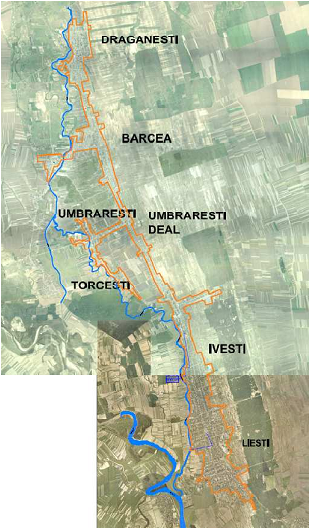 DRAGANESTI
BARCEA
UMBRARESTI
UMBRARESTI
DEAL
TORCESTI
IVESTI
LIESTI